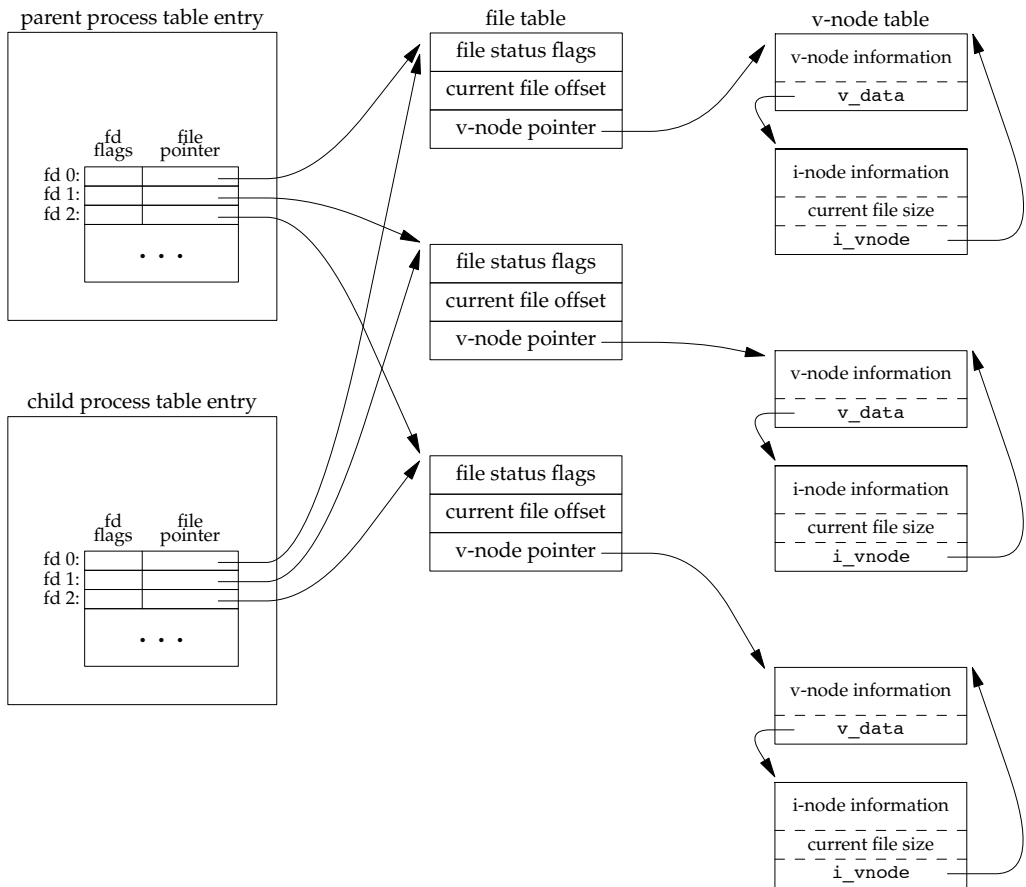 parent process table entry
fd
flags
file
pointer
fd 0:
fd 1:
fd 2:
. . .
child process table entry
fd
flags
file
pointer
fd 0:
fd 1:
fd 2:
. . .
file table
file status flags
current file offset
v-node pointer
file status flags
current file offset
v-node pointer
file status flags
current file offset
v-node pointer
v-node table
v-node information
v_data
i-node information
current file size
i_vnode
v-node information
v_data
i-node information
current file size
i_vnode
v-node information
v_data
i-node information
current file size
i_vnode